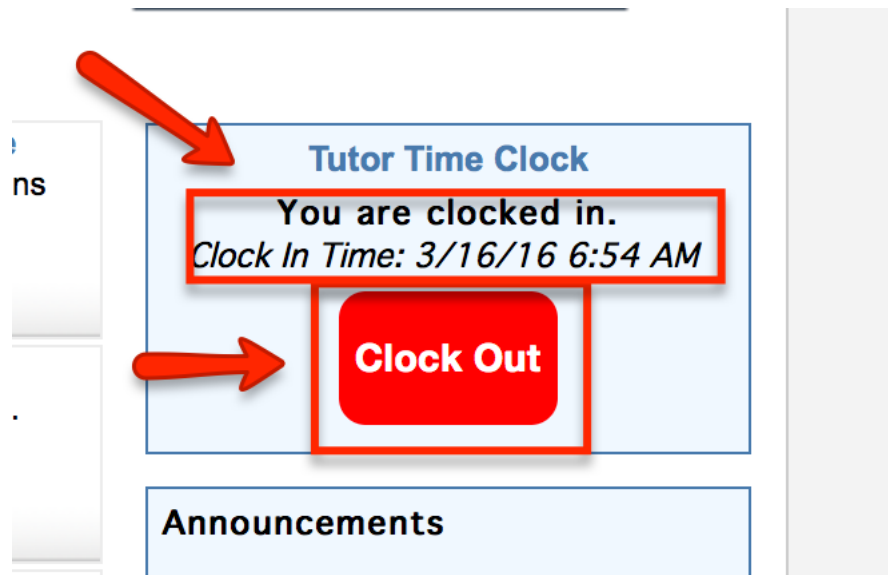 ns
Tutor Time Clock
You are clocked in.
Clock In Time: 3/16/16 6:54 AM
Clock Out
.
Announcements